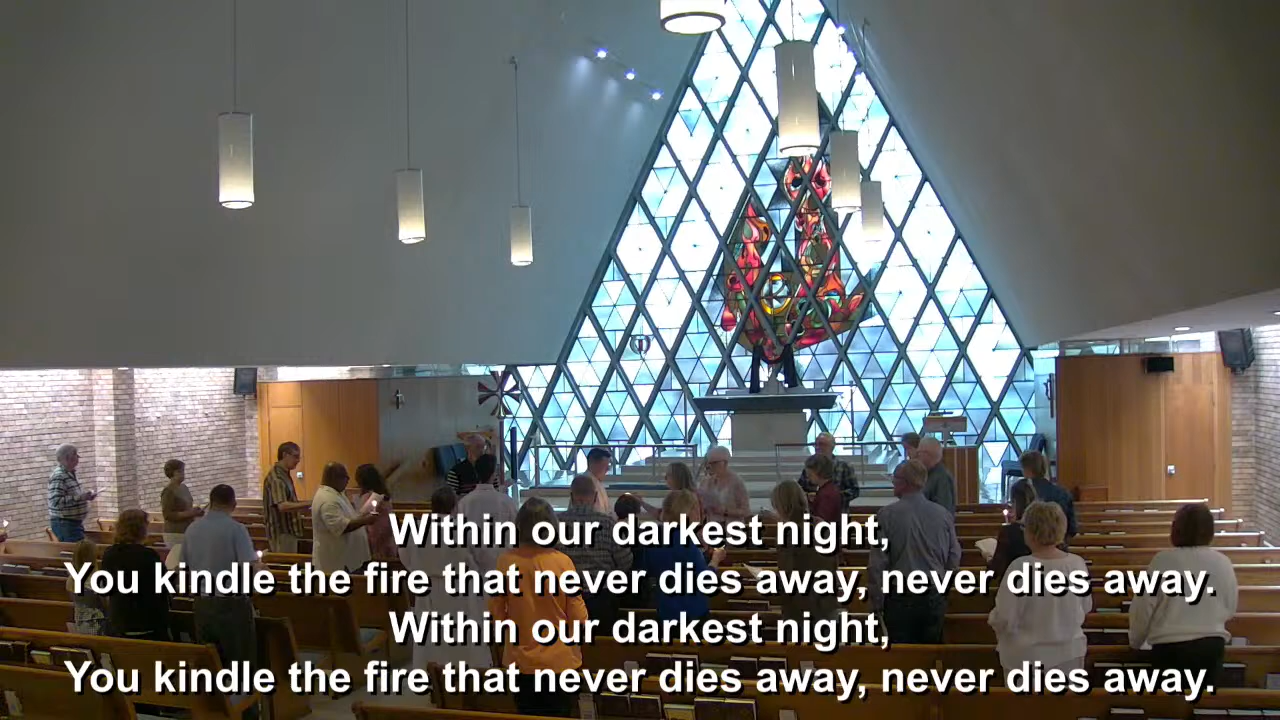 Within our darkest night,
You kindle the fire that never dies away, never dies away.
Within our darkest night,
You kindle the fire that never dies away, never dies away.